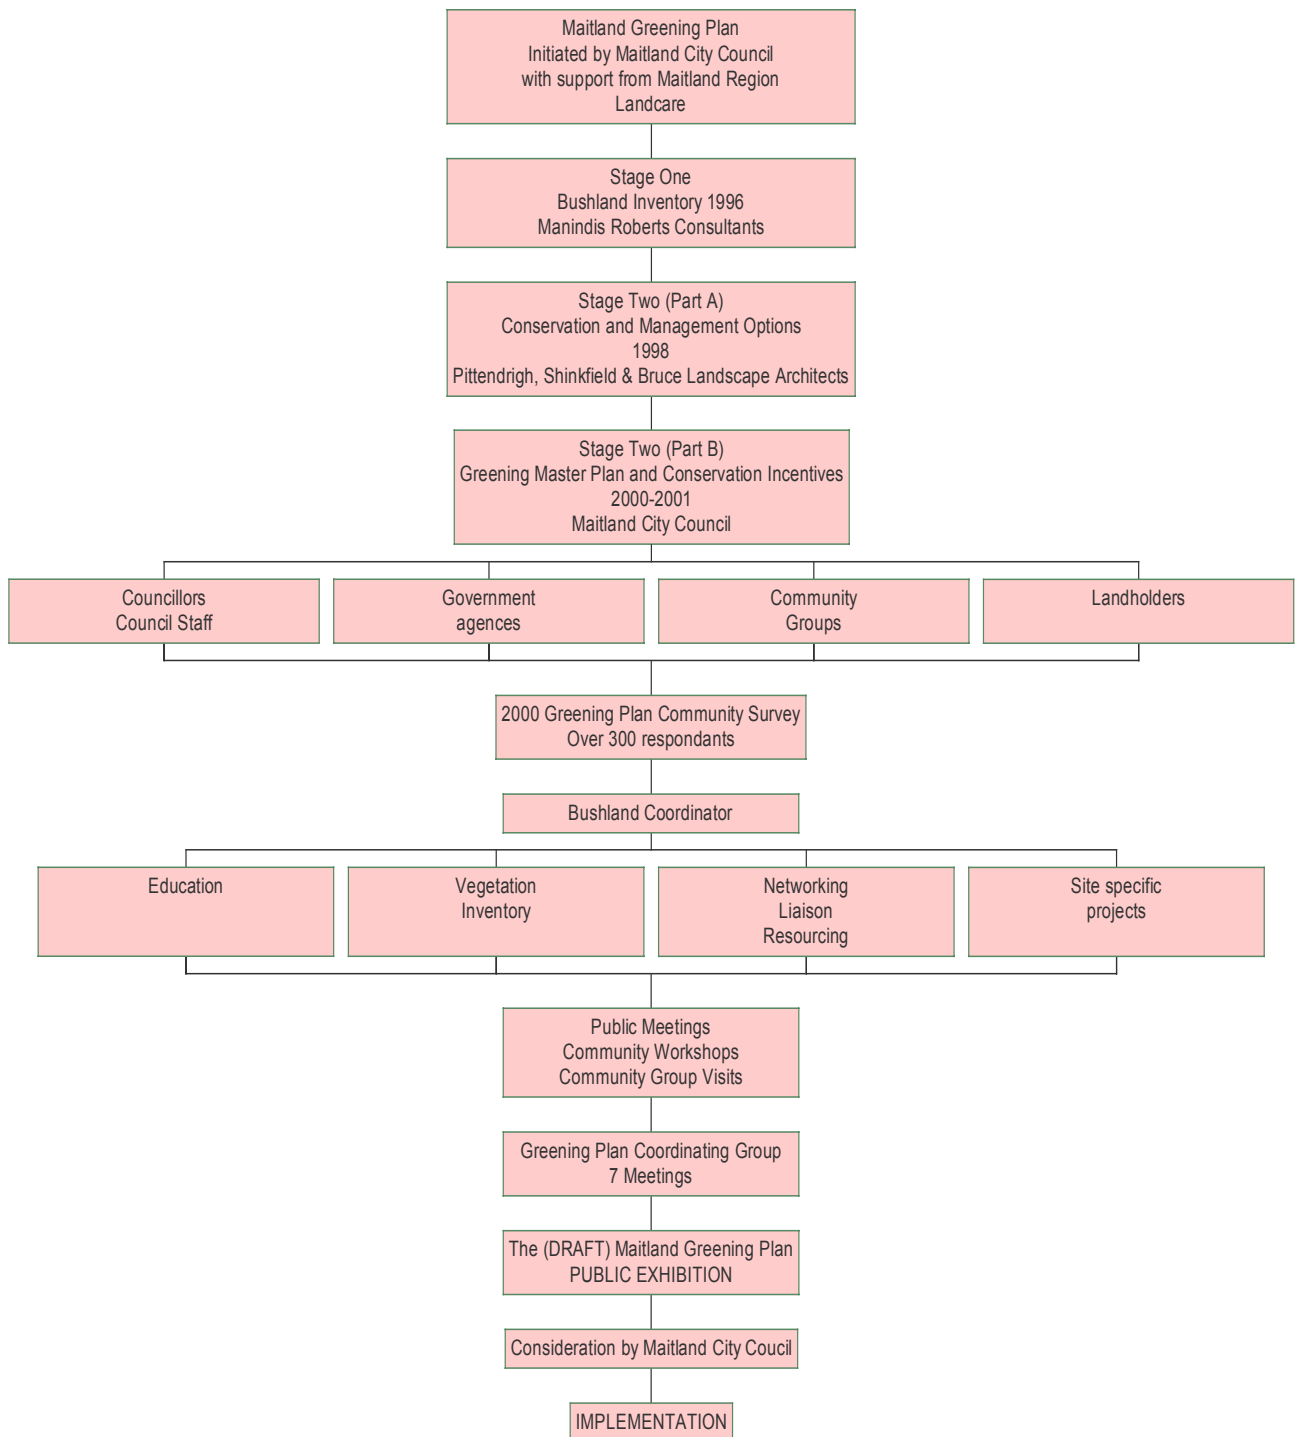 Maitland Greening Plan
Initiated by Maitland City Council
with support from Maitland Region
Landcare
Stage One
Bushland Inventory 1996
Manindis Roberts Consultants
Stage Two (Part A)
Conservation and Management Options
1998
Pittendrigh, Shinkfield & Bruce Landscape Architects
Stage Two (Part B)
Greening Master Plan and Conservation Incentives
2000-2001
Maitland City Council
Councillors
Council Staff
Government
agences
Community
Groups
Landholders
2000 Greening Plan Community Survey
Over 300 respondants
Bushland Coordinator
Education
Vegetation
Inventory
Networking
Liaison
Resourcing
Site specific
projects
Public Meetings
Community Workshops
Community Group Visits
Greening Plan Coordinating Group
7 Meetings
The (DRAFT) Maitland Greening Plan
PUBLIC EXHIBITION
Consideration by Maitland City Coucil
IMPLEMENTATION